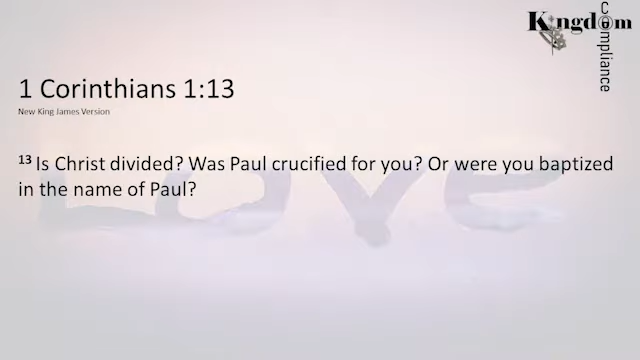 Kingdom
Compliance
1 Corinthians 1:13
New King James Version
13 Is Christ divided? Was Paul crucified for you? Or were you baptized
in the name of Paul?
LOVE